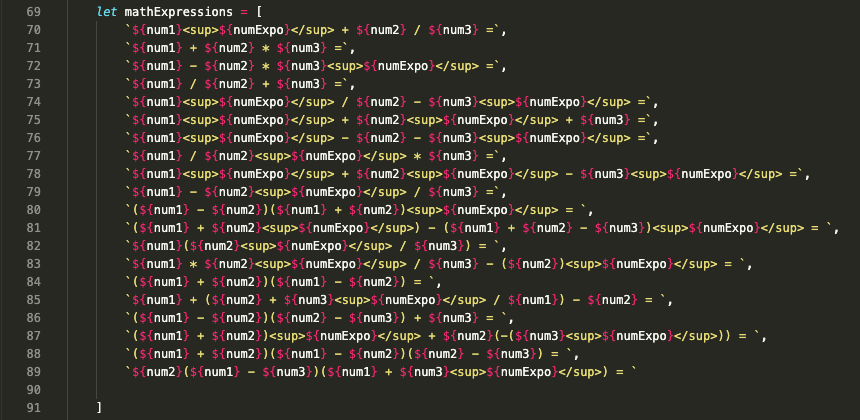 69 let mathExpressions = [
70 `${num1}<sup>${numExpo}</sup> + ${num2} / ${num3} =`,
71 `${num1} + ${num2} * ${num3} =`,
72 `${num1} - ${num2} * ${num3}<sup>${numExpo}</sup> =`,
73 `${num1} / ${num2} + ${num3} =`,
74 `${num1}<sup>${numExpo}</sup> / ${num2} - ${num3}<sup>${numExpo}</sup> =`,
75 `${num1}<sup>${numExpo}</sup> + ${num2}<sup>${numExpo}</sup> + ${num3} =`,
76 `${num1}<sup>${numExpo}</sup> - ${num2} - ${num3}<sup>${numExpo}</sup> =`,
77 `${num1} / ${num2}<sup>${numExpo}</sup> * ${num3} =`,
78 `${num1}<sup>${numExpo}</sup> + ${num2}<sup>${numExpo}</sup> - ${num3}<sup>${numExpo}</sup> =`,
79 `${num1} - ${num2}<sup>${numExpo}</sup> / ${num3} =`,
80 `(${num1} - ${num2})(${num1} + ${num2})<sup>${numExpo}</sup> = `,
81 `(${num1} + ${num2}<sup>${numExpo}</sup>) - (${num1} + ${num2} - ${num3})<sup>${numExpo}</sup> = `,
82 `${num1}(${num2}<sup>${numExpo}</sup> / ${num3}) = `,
83 `${num1} * ${num2}<sup>${numExpo}</sup> / ${num3} - (${num2})<sup>${numExpo}</sup> = `,
84 `(${num1} + ${num2})(${num1} - ${num2}) = `,
85 `${num1} + (${num2} + ${num3}<sup>${numExpo}</sup> / ${num1}) - ${num2} = `,
86 `(${num1} - ${num2})(${num2} - ${num3}) + ${num3} = `,
87 `(${num1} + ${num2})<sup>${numExpo}</sup> + ${num2}(-(${num3}<sup>${numExpo}</sup>)) = `,
88 `(${num1} + ${num2})(${num1} - ${num2})(${num2} - ${num3}) = `,
89 `${num2}(${num1} - ${num3})(${num1} + ${num3}<sup>${numExpo}</sup>) = `
90
91 ]